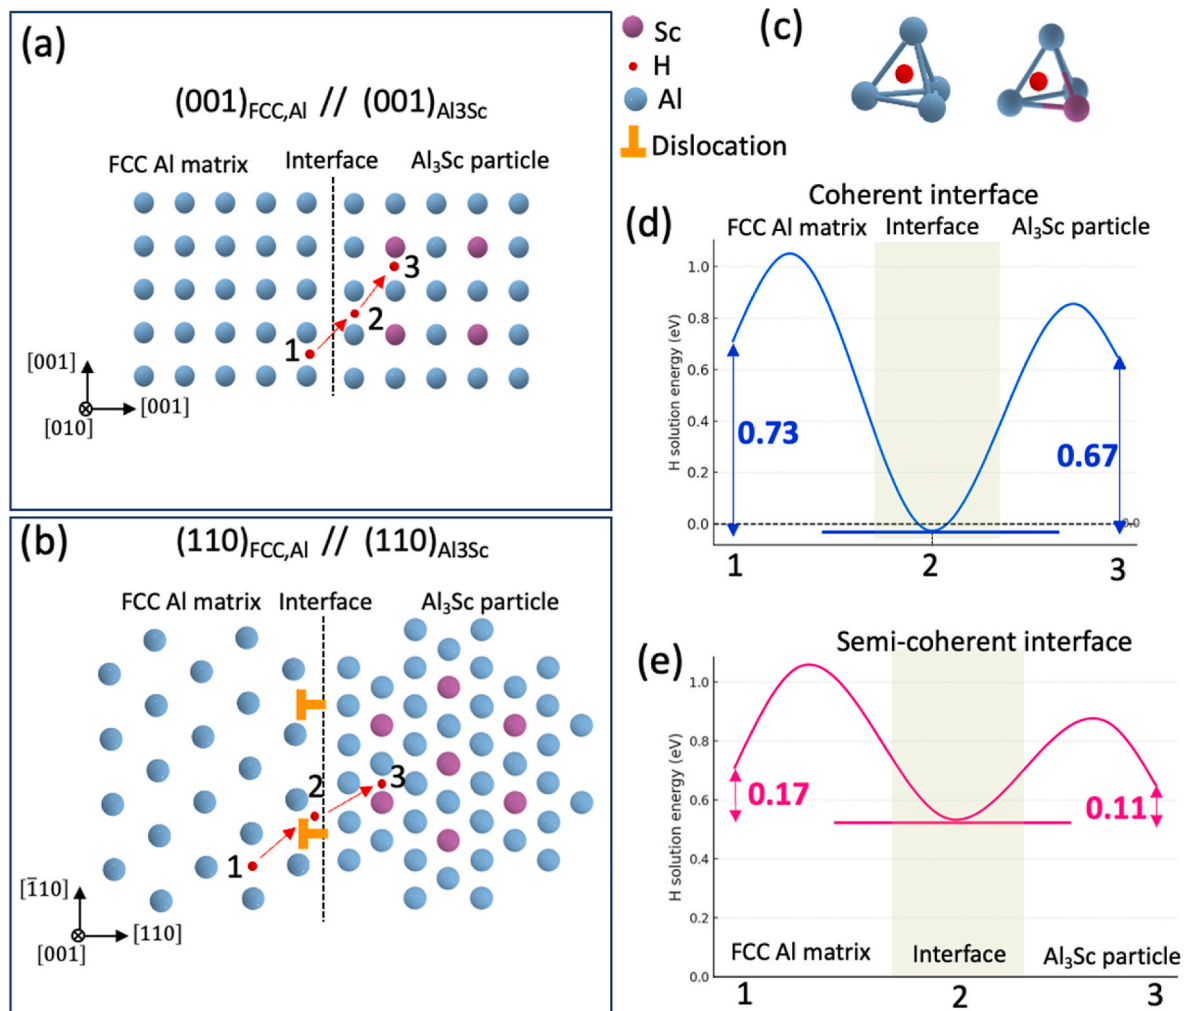 (a)
(001)FCC,Al // (001)Al3Sc
FCC Al matrix Interface Al₃Sc particle
1
2
3
[001]
[001]
[010]
Sc
H
Al
Dislocation
(b)
(110)FCC,Al // (110)Al3Sc
FCC Al matrix Interface Al₃Sc particle
1
2
3
[1̅10]
[110]
[001]
(c)
(d)
Coherent interface
FCC Al matrix Interface Al₃Sc particle
H solution energy (eV)
1.0
0.8
0.6
0.4
0.2
0.0
0.73
0.67
1 2 3
(e)
Semi-coherent interface
H solution energy (eV)
1.0
0.8
0.6
0.4
0.2
0.0
0.17
0.11
FCC Al matrix Interface Al₃Sc particle
1 2 3